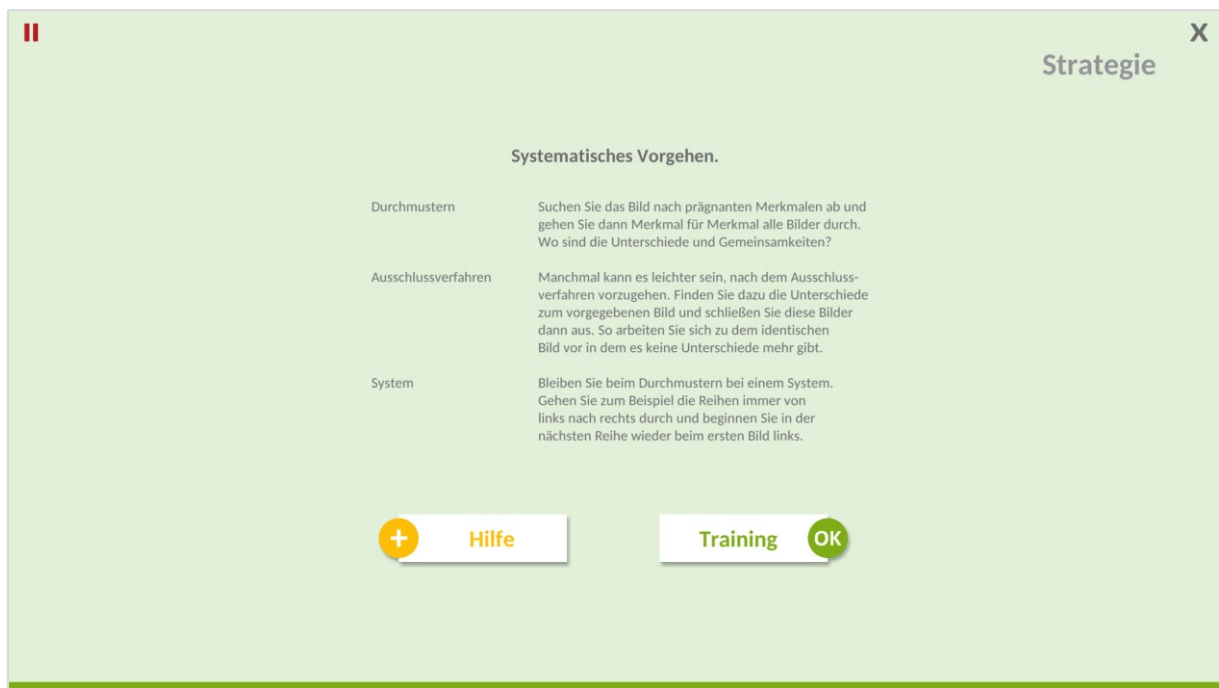 X
Strategie
Systematisches Vorgehen.
Durchmustern
Suchen Sie das Bild nach prägnanten Merkmalen ab und
gehen Sie dann Merkmal für Merkmal alle Bilder durch.
Wo sind die Unterschiede und Gemeinsamkeiten?
Ausschlussverfahren
Manchmal kann es leichter sein, nach dem Ausschluss-
verfahren vorzugehen. Finden Sie dazu die Unterschiede
zum vorgegebenen Bild und schließen Sie diese Bilder
dann aus. So arbeiten Sie sich zu dem identischen
Bild vor in dem es keine Unterschiede mehr gibt.
System
Bleiben Sie beim Durchmustern bei einem System.
Gehen Sie zum Beispiel die Reihen immer von
links nach rechts durch und beginnen Sie in der
nächsten Reihe wieder beim ersten Bild links.
+ Hilfe
Training OK